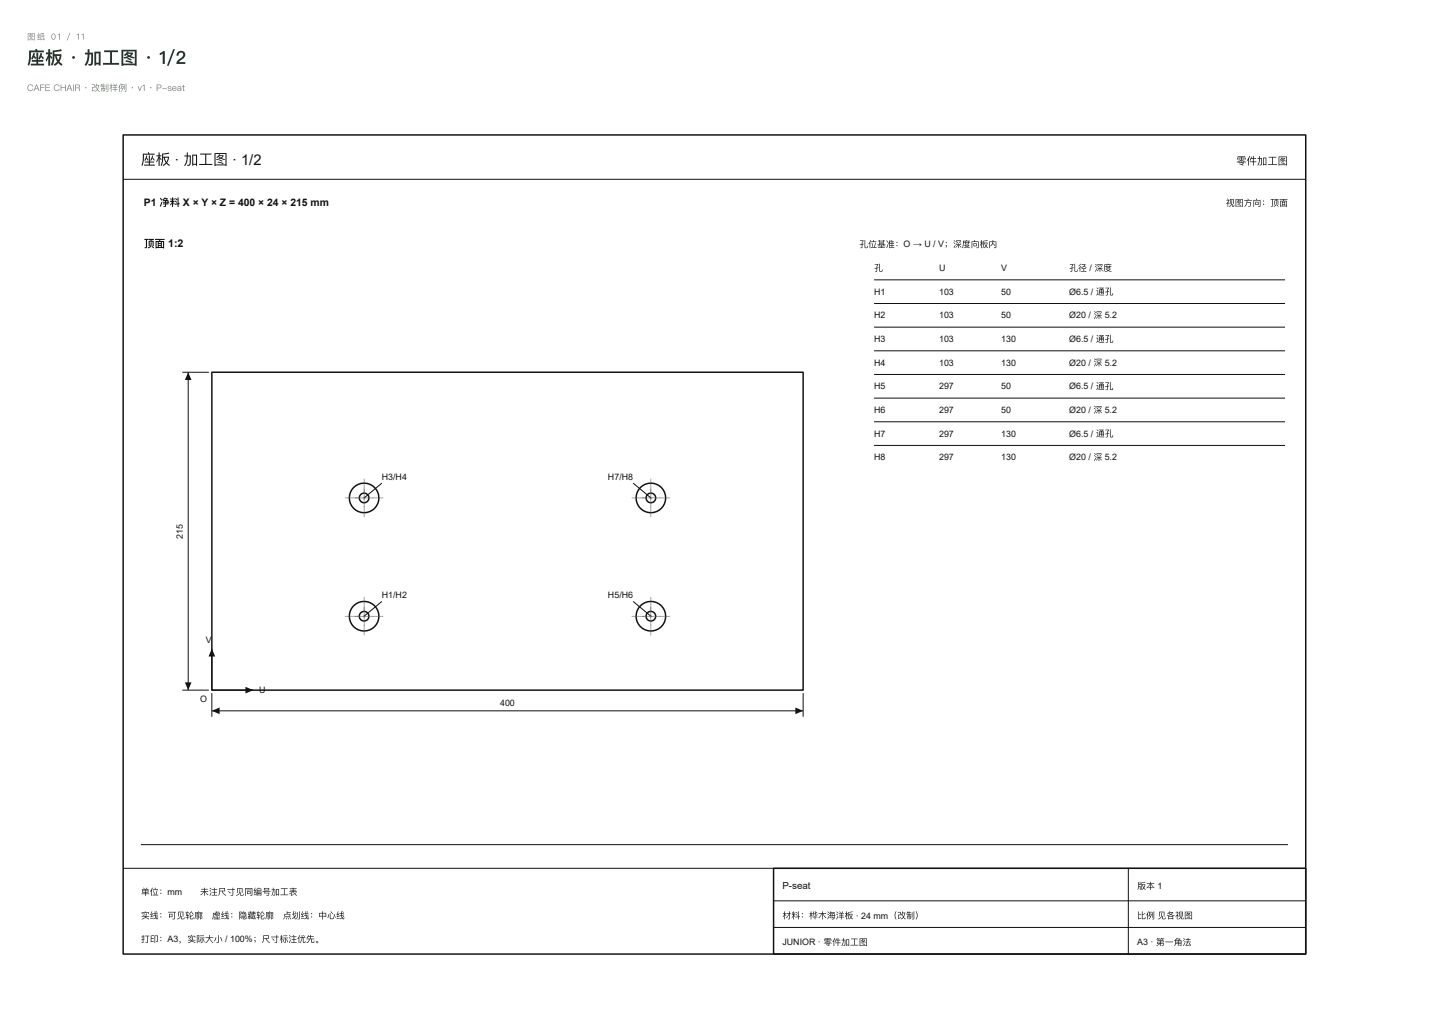 图纸 01 / 11
座板 · 加工图 · 1/2
CAFE CHAIR · 改制样例 · v1 · P-seat
座板 · 加工图 · 1/2
零件加工图
P1 净料 X × Y × Z = 400 × 24 × 215 mm
视图方向：顶面
顶面 1:2
孔位基准：O → U / V；深度向板内
孔 U V 孔径 / 深度
H1 103 50 Ø6.5 / 通孔
H2 103 50 Ø20 / 深 5.2
H3 103 130 Ø6.5 / 通孔
H4 103 130 Ø20 / 深 5.2
H5 297 50 Ø6.5 / 通孔
H6 297 50 Ø20 / 深 5.2
H7 297 130 Ø6.5 / 通孔
H8 297 130 Ø20 / 深 5.2
H3/H4
H7/H8
215
H1/H2
H5/H6
V
U
O
400
单位：mm 未注尺寸见同编号加工表
实线：可见轮廓 虚线：隐藏轮廓 点划线：中心线
打印：A3，实际大小 / 100%；尺寸标注优先。
P-seat
版本 1
材料：桦木海洋板 · 24 mm（改制）
比例 见各视图
JUNIOR · 零件加工图
A3 · 第一角法